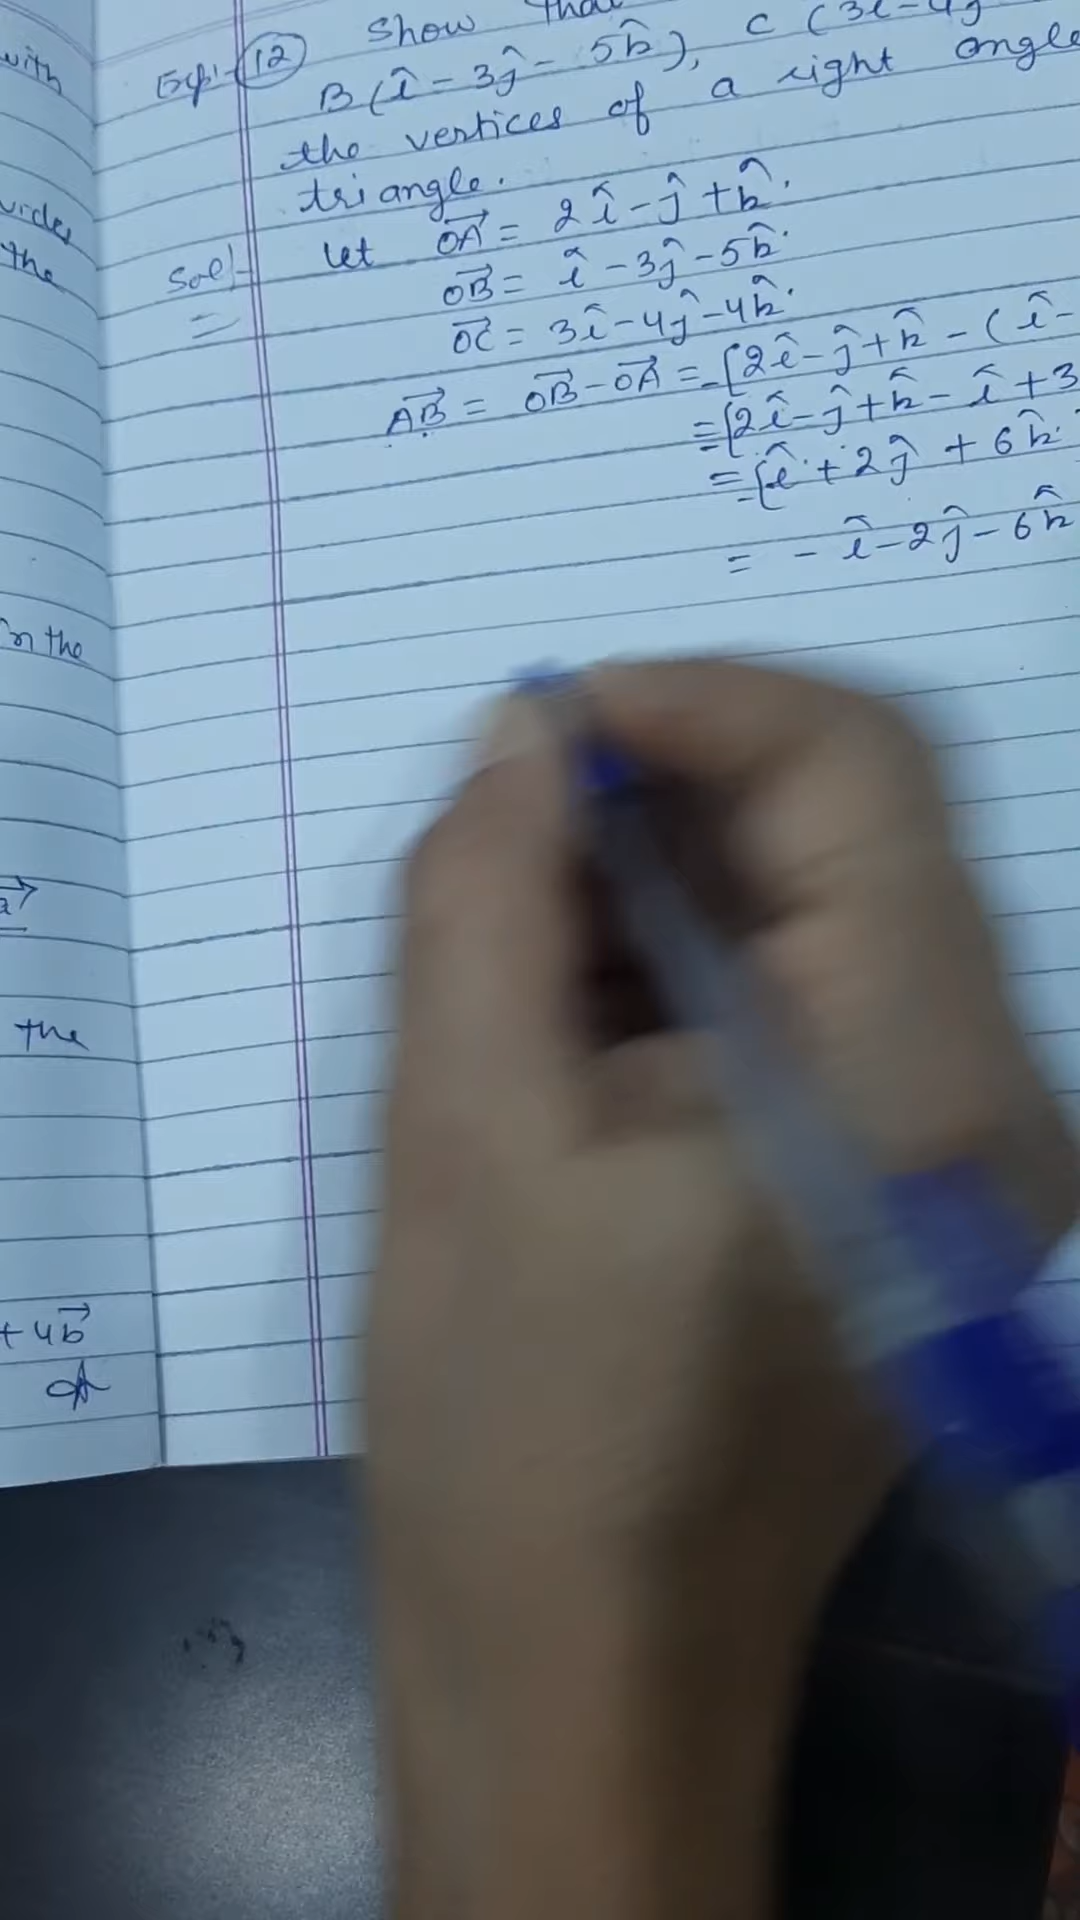 with
vides
the
in the
a⃗
the
+ 4b⃗
Exp:- 12 Show that
B (î - 3ĵ - 5k̂), C (3î - 4ĵ
the vertices of a right angle
triangle.
Sol:- let OA⃗ = 2î - ĵ + k̂.
OB⃗ = î - 3ĵ - 5k̂.
OC⃗ = 3î - 4ĵ - 4k̂.
AB⃗ = OB⃗ - OA⃗ = -[2î - ĵ + k̂ - (î -
= -[2î - ĵ + k̂ - î + 3
= -[î + 2ĵ + 6k̂
= - î - 2ĵ - 6k̂